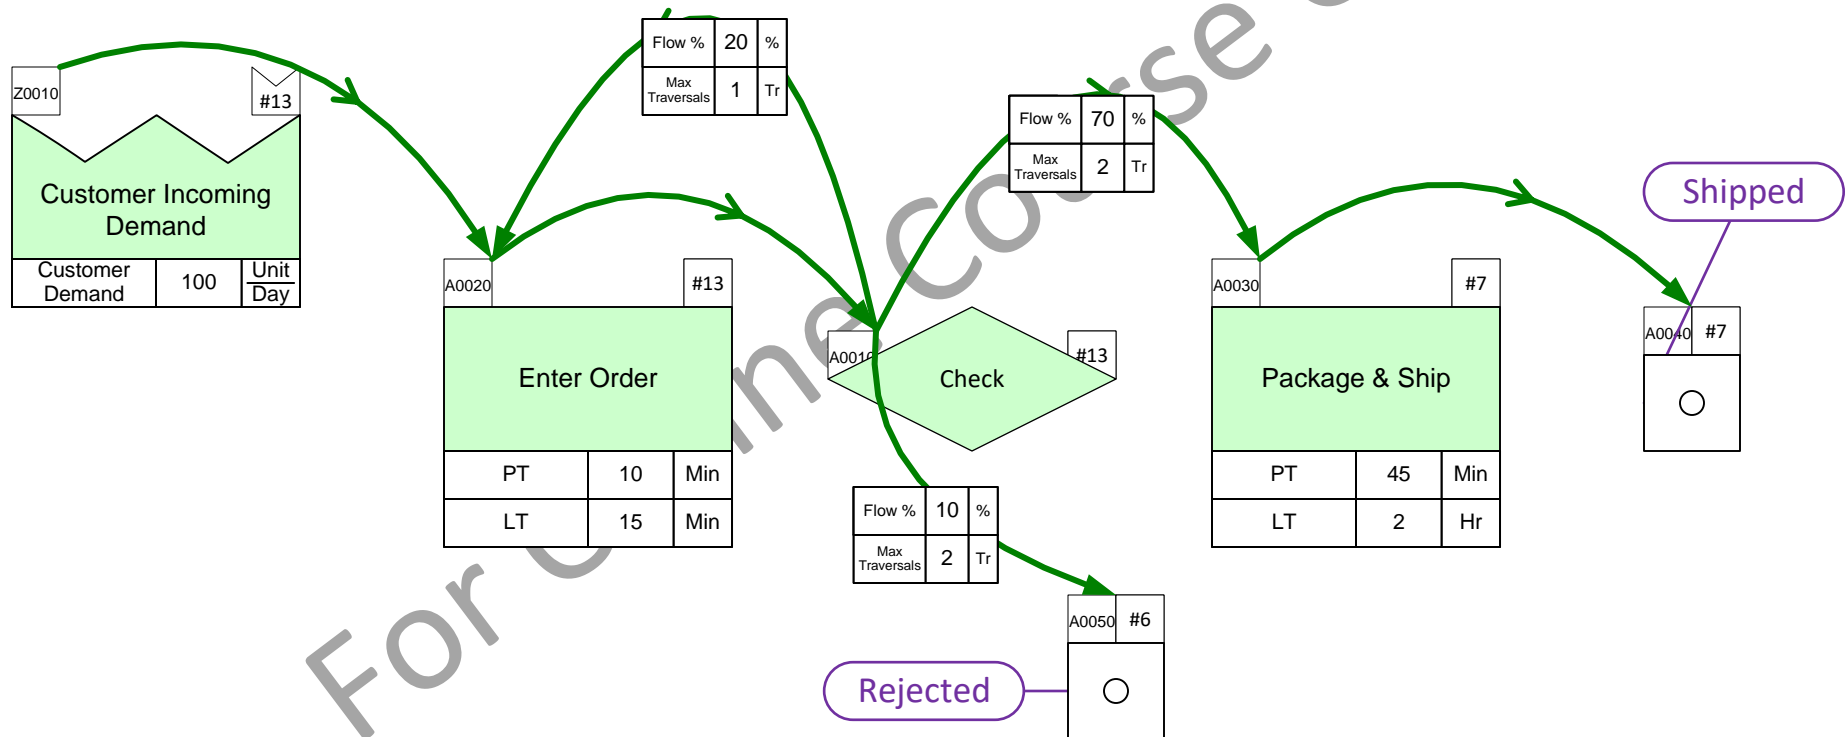 Z0010
#13
Customer Incoming
Demand
Customer
Demand
100
Unit
Day
Flow %
20
%
Max
Traversals
1
Tr
A0020
#13
Enter Order
PT
10
Min
LT
15
Min
A0010
#13
Check
Flow %
70
%
Max
Traversals
2
Tr
Flow %
10
%
Max
Traversals
2
Tr
A0030
#7
Package & Ship
PT
45
Min
LT
2
Hr
Shipped
A0040
#7
A0050
#6
Rejected
For Online Course